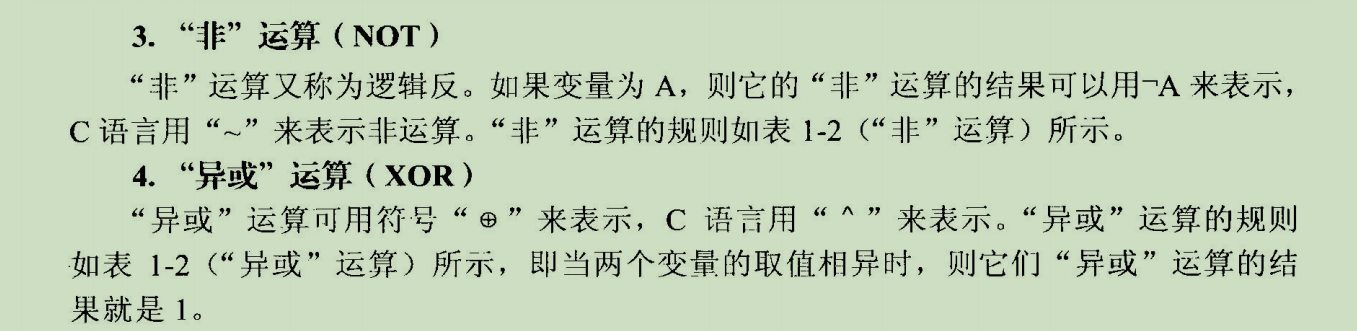 3. “非”运算（NOT）
“非”运算又称为逻辑反。如果变量为 A，则它的“非”运算的结果可以用¬A 来表示，
C 语言用“~”来表示非运算。“非”运算的规则如表 1-2（“非”运算）所示。
4. “异或”运算（XOR）
“异或”运算可用符号“⊕”来表示，C 语言用“^”来表示。“异或”运算的规则
如表 1-2（“异或”运算）所示，即当两个变量的取值相异时，则它们“异或”运算的结
果就是 1。